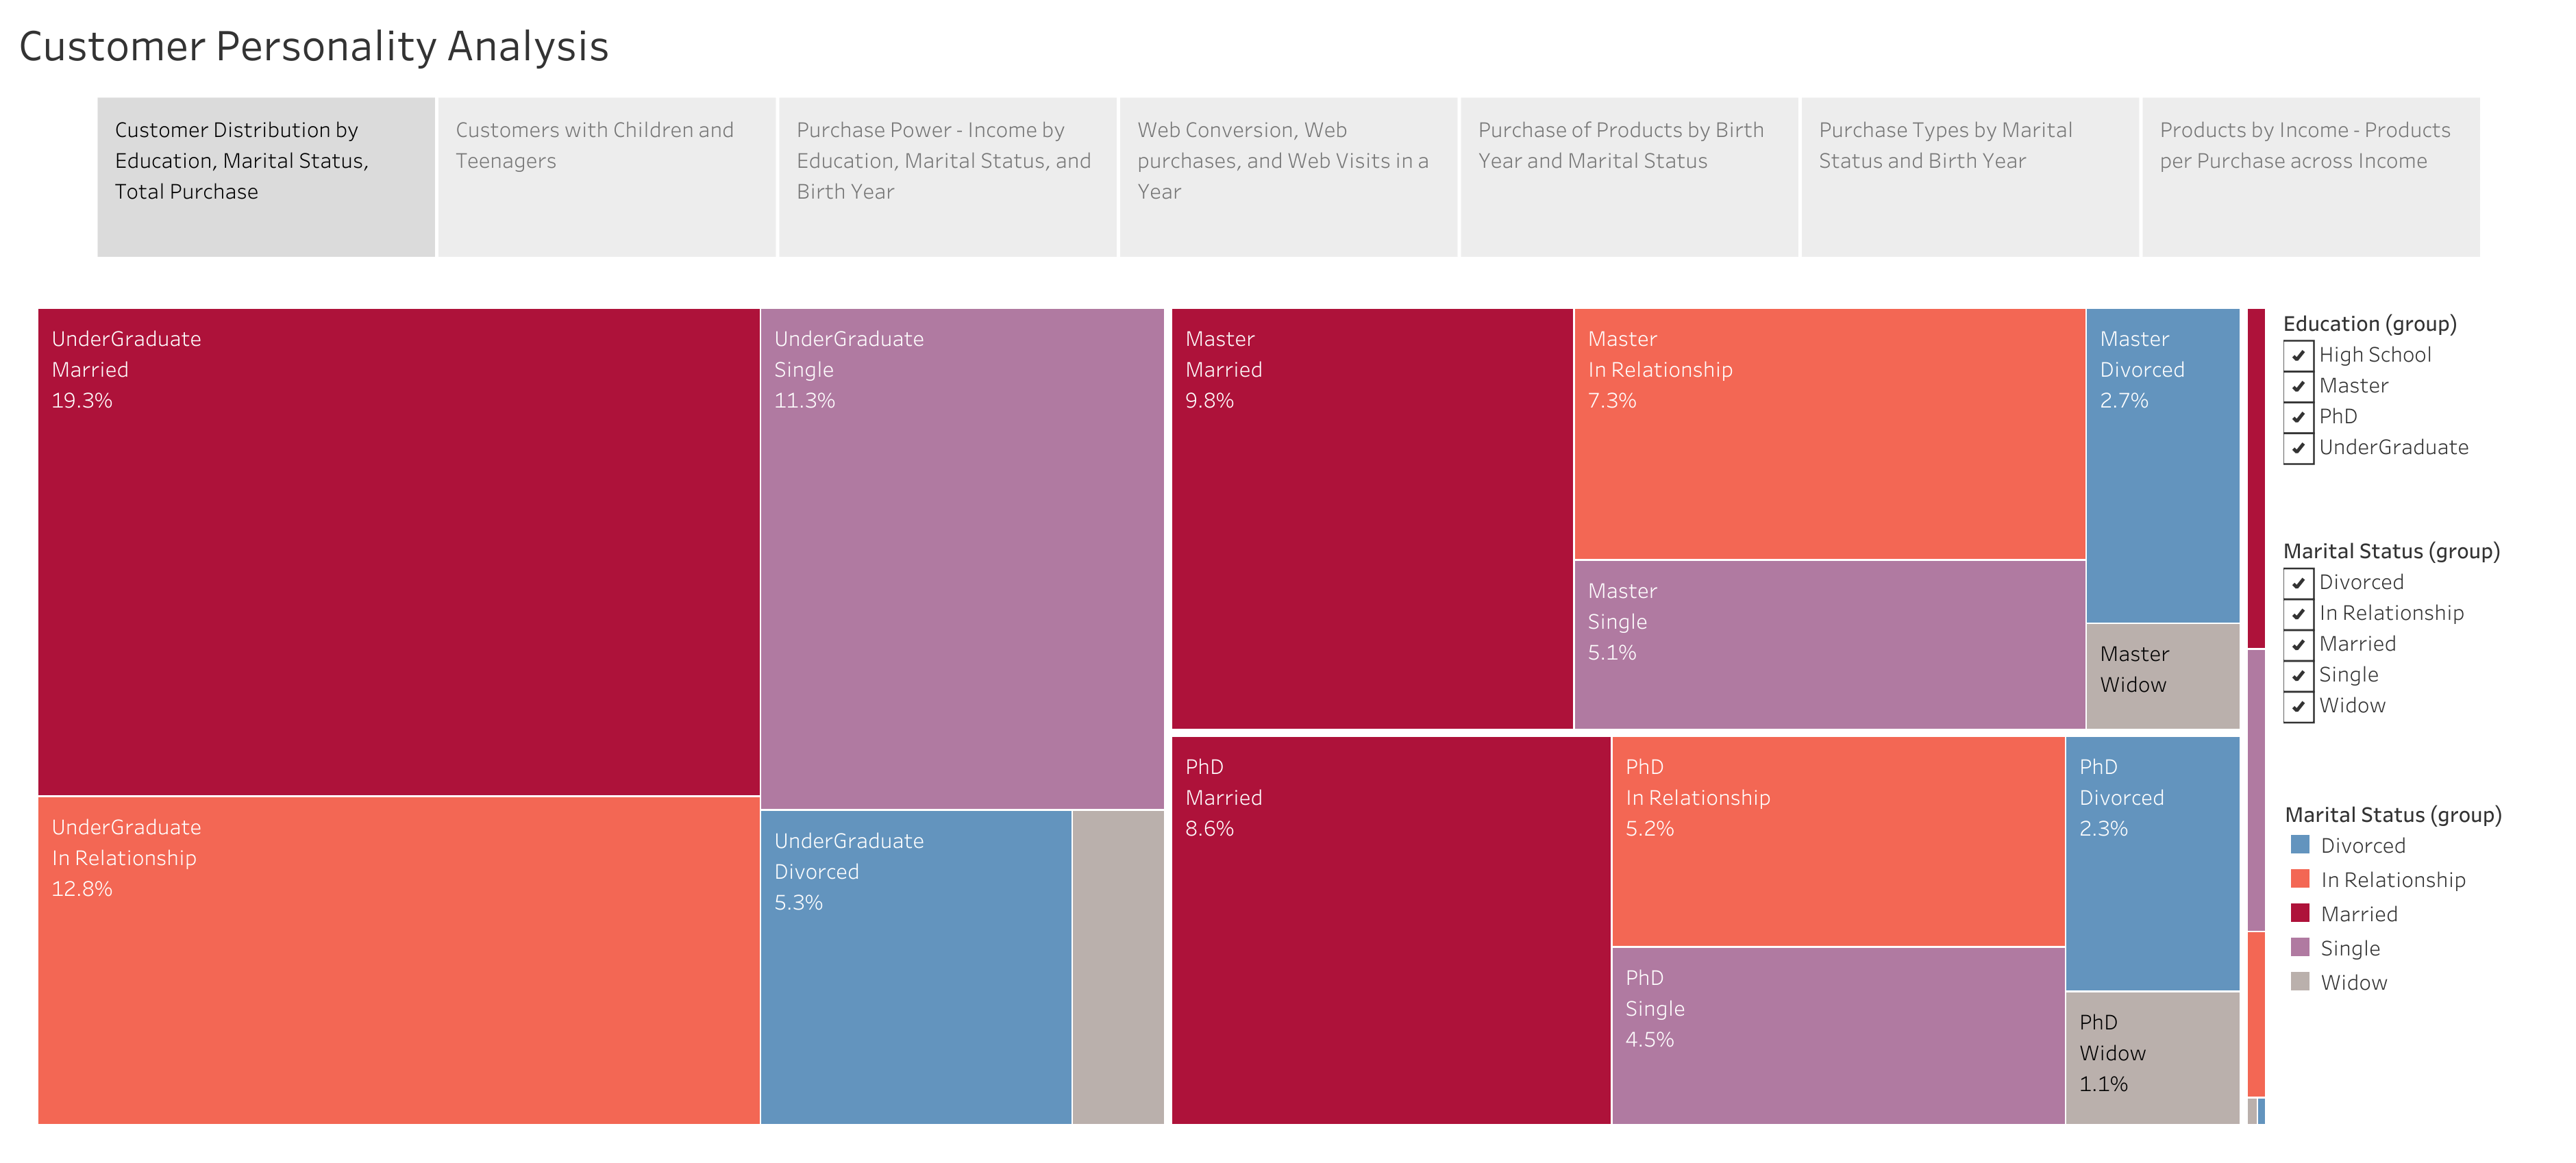 Customer Personality Analysis
Customer Distribution by
Education, Marital Status,
Total Purchase
Customers with Children and
Teenagers
Purchase Power - Income by
Education, Marital Status, and
Birth Year
Web Conversion, Web
purchases, and Web Visits in a
Year
Purchase of Products by Birth
Year and Marital Status
Purchase Types by Marital
Status and Birth Year
Products by Income - Products
per Purchase across Income
UnderGraduate
Married
19.3%
UnderGraduate
Single
11.3%
UnderGraduate
In Relationship
12.8%
UnderGraduate
Divorced
5.3%
Master
Married
9.8%
Master
In Relationship
7.3%
Master
Divorced
2.7%
Master
Single
5.1%
Master
Widow
PhD
Married
8.6%
PhD
In Relationship
5.2%
PhD
Divorced
2.3%
PhD
Single
4.5%
PhD
Widow
1.1%
Education (group)
High School
Master
PhD
UnderGraduate
Marital Status (group)
Divorced
In Relationship
Married
Single
Widow
Marital Status (group)
Divorced
In Relationship
Married
Single
Widow